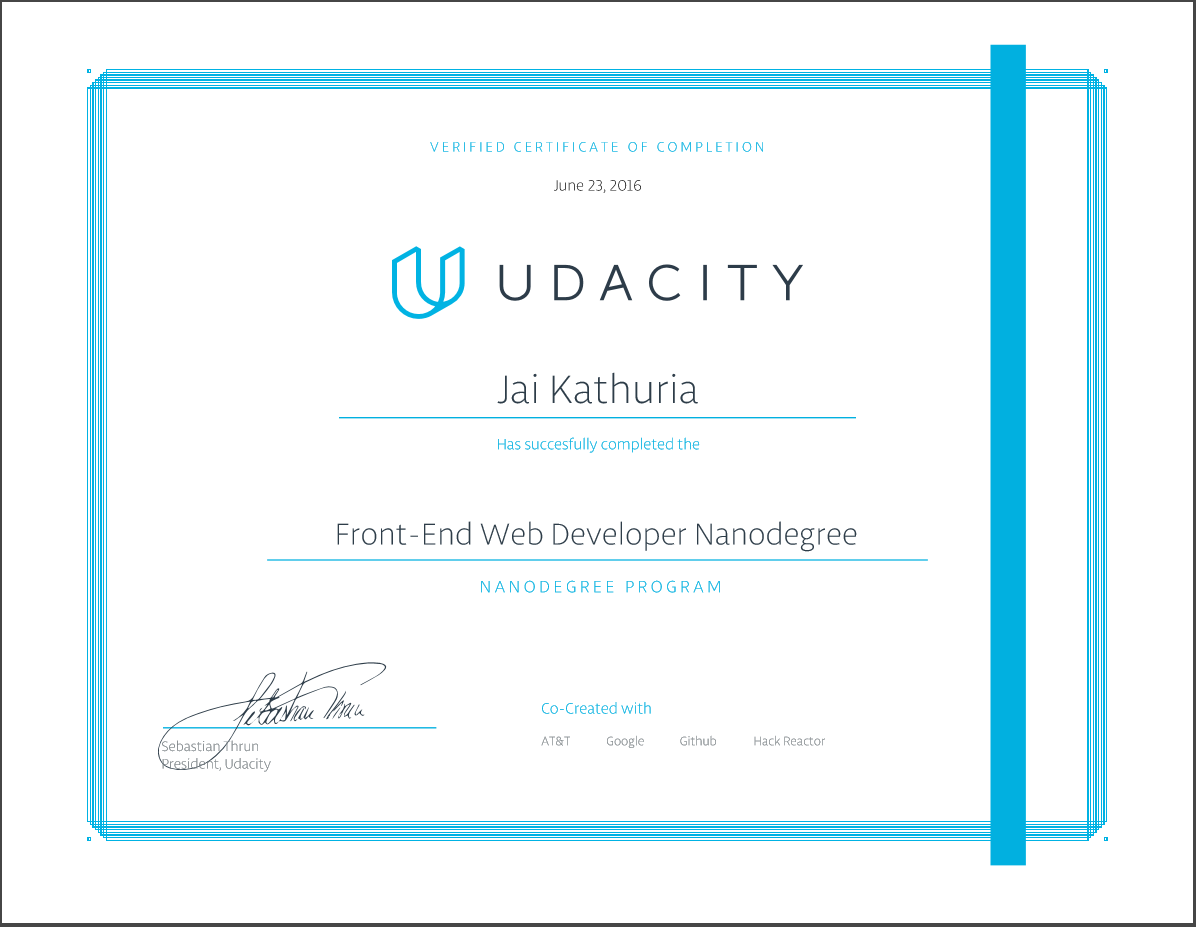 VERIFIED CERTIFICATE OF COMPLETION
June 23, 2016
UDACITY
Jai Kathuria
Has succesfully completed the
Front-End Web Developer Nanodegree
NANODEGREE PROGRAM
Sebastian Thrun
Sebastian Thrun
President, Udacity
Co-Created with
AT&T Google Github Hack Reactor